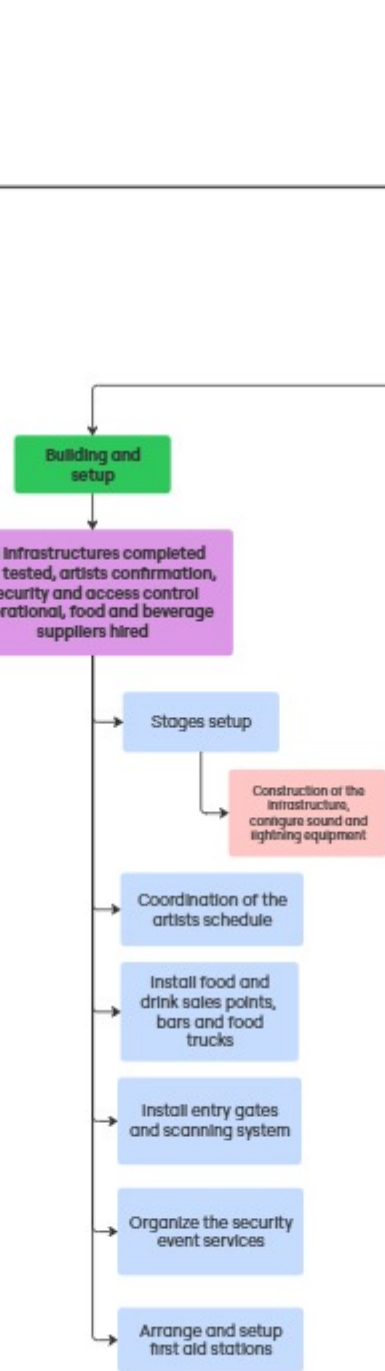 Building and
setup
Infrastructures completed
tested, artists confirmation,
ecurity and access control
rational, food and beverage
suppliers hired
Stages setup
Construction of the
infrastructure,
configure sound and
lightning equipment
Coordination of the
artists schedule
Install food and
drink sales points,
bars and food
trucks
Install entry gates
and scanning system
Organize the security
event services
Arrange and setup
first aid stations